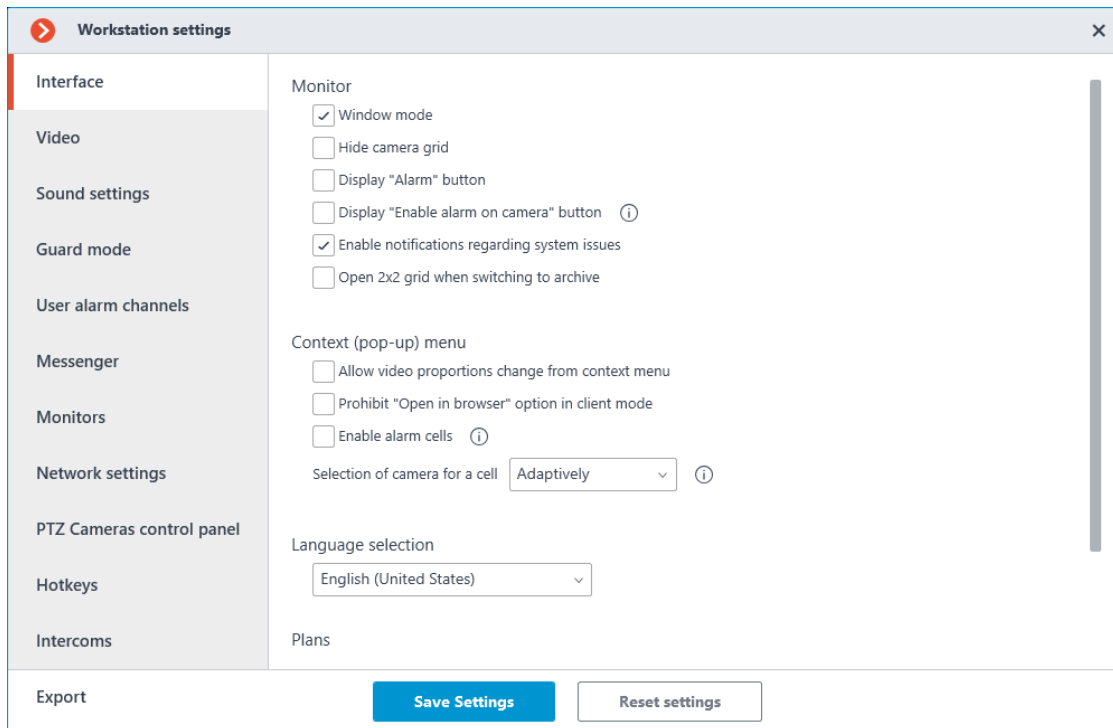 Workstation settings
Interface
Video
Sound settings
Guard mode
User alarm channels
Messenger
Monitors
Network settings
PTZ Cameras control panel
Hotkeys
Intercoms
Export
Monitor
Window mode
Hide camera grid
Display "Alarm" button
Display "Enable alarm on camera" button
Enable notifications regarding system issues
Open 2x2 grid when switching to archive
Context (pop-up) menu
Allow video proportions change from context menu
Prohibit "Open in browser" option in client mode
Enable alarm cells
Selection of camera for a cell Adaptively
Language selection
English (United States)
Plans
Save Settings Reset settings